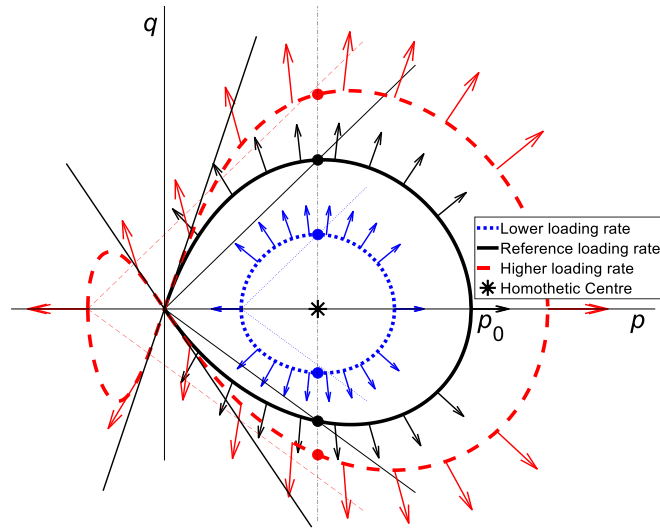 q
Lower loading rate
Reference loading rate
Higher loading rate
Homothetic Centre
p₀
p